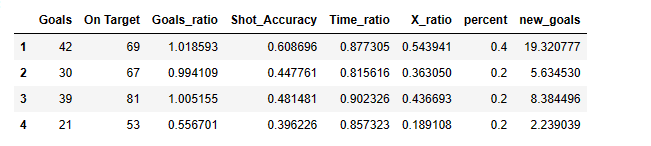 Goals On Target Goals_ratio Shot_Accuracy Time_ratio X_ratio percent new_goals
1 42 69 1.018593 0.608696 0.877305 0.543941 0.4 19.320777
2 30 67 0.994109 0.447761 0.815616 0.363050 0.2 5.634530
3 39 81 1.005155 0.481481 0.902326 0.436693 0.2 8.384496
4 21 53 0.556701 0.396226 0.857323 0.189108 0.2 2.239039